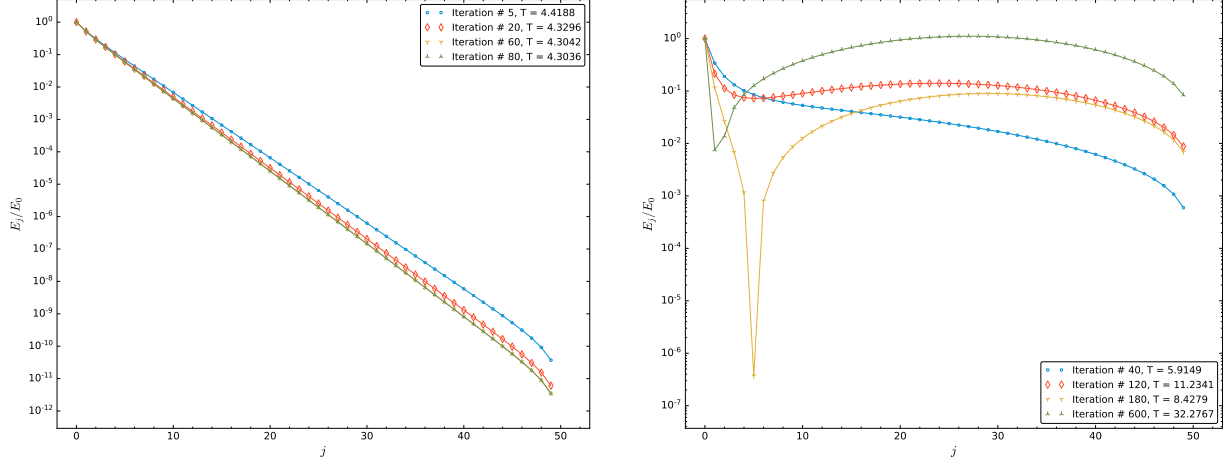 Iteration # 5, T = 4.4188
Iteration # 20, T = 4.3296
Iteration # 60, T = 4.3042
Iteration # 80, T = 4.3036
10^0
10^-1
10^-2
10^-3
10^-4
10^-5
10^-6
10^-7
10^-8
10^-9
10^-10
10^-11
10^-12
E_j/E_0
0 10 20 30 40 50
j
10^0
10^-1
10^-2
10^-3
10^-4
10^-5
10^-6
10^-7
E_j/E_0
Iteration # 40, T = 5.9149
Iteration # 120, T = 11.2341
Iteration # 180, T = 8.4279
Iteration # 600, T = 32.2767
0 10 20 30 40 50
j